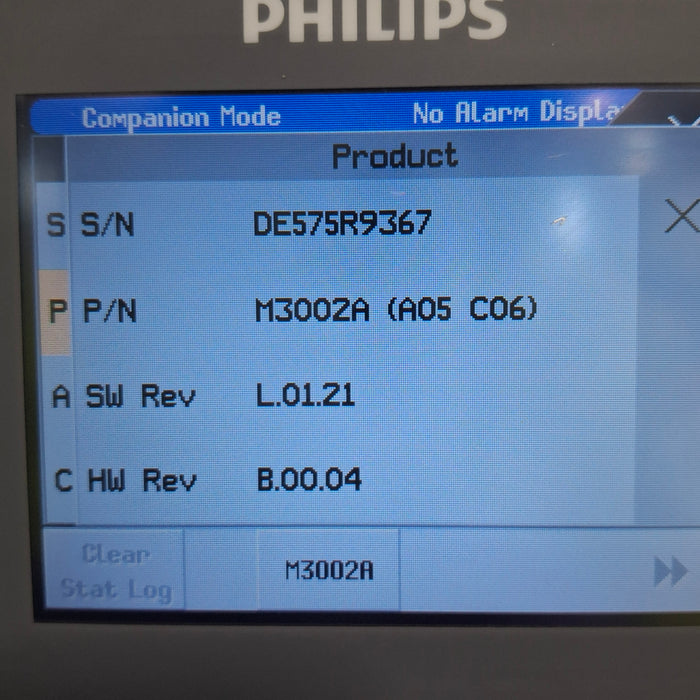 PHILIPS
Companion Mode No Alarm Displa
Product
S S/N DE575R9367
P P/N M3002A (A05 C06)
A SW Rev L.01.21
C HW Rev B.00.04
Clear
Stat Log
M3002A